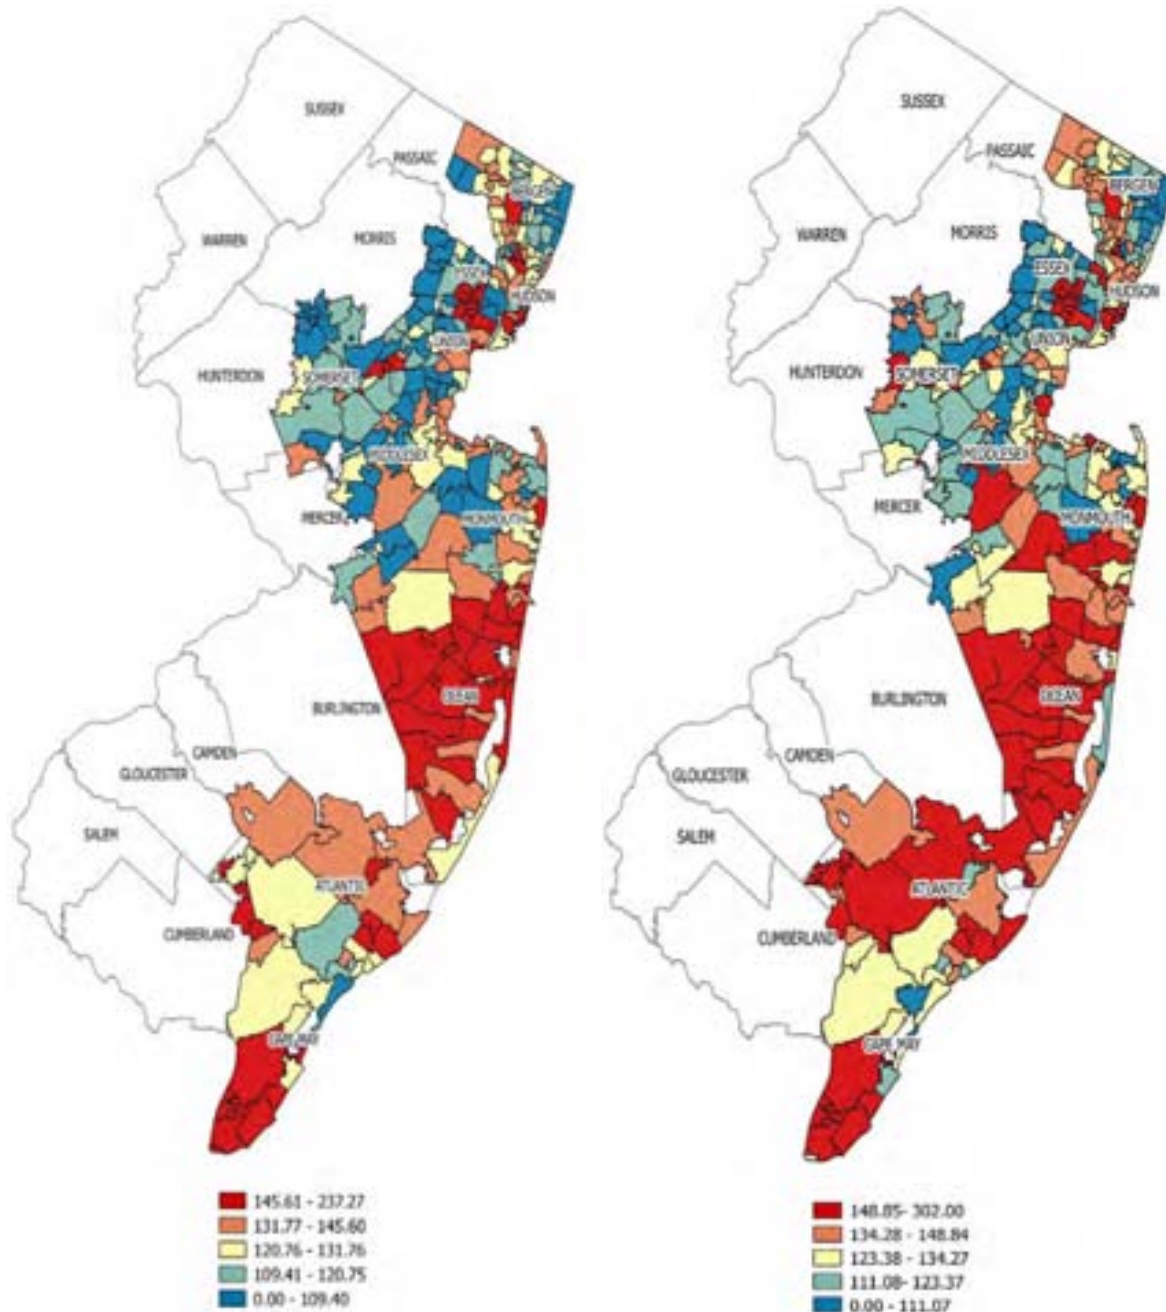 SUSSEX
PASSAIC
BERGEN
WARREN
MORRIS
ESSEX
HUDSON
UNION
HUNTERDON
SOMERSET
MIDDLESEX
MERCER
MONMOUTH
OCEAN
BURLINGTON
CAMDEN
GLOUCESTER
SALEM
ATLANTIC
CUMBERLAND
CAPE MAY
145.61 - 237.27
131.77 - 145.60
120.76 - 131.76
109.41 - 120.75
0.00 - 109.40
SUSSEX
PASSAIC
BERGEN
WARREN
MORRIS
ESSEX
HUDSON
UNION
HUNTERDON
SOMERSET
MIDDLESEX
MERCER
MONMOUTH
OCEAN
BURLINGTON
CAMDEN
GLOUCESTER
SALEM
ATLANTIC
CUMBERLAND
CAPE MAY
148.85- 302.00
134.28 - 148.84
123.38 - 134.27
111.08- 123.37
0.00 - 111.07